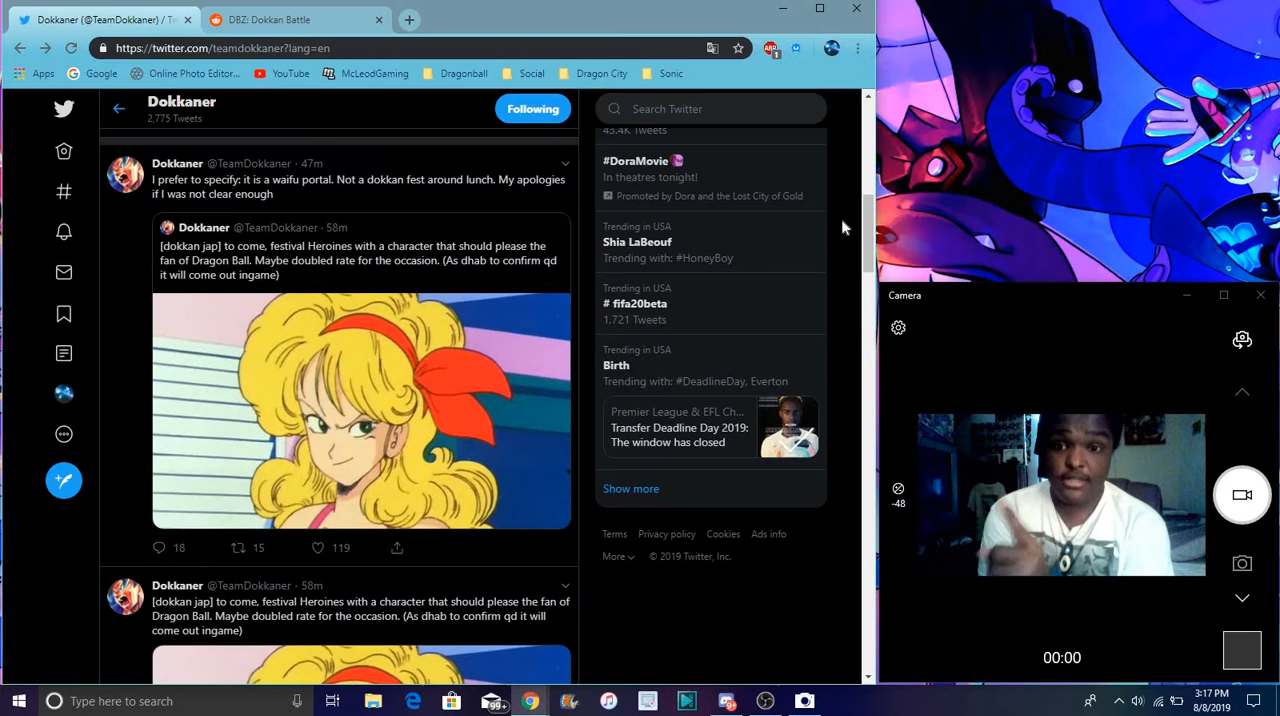 Dokkaner (@TeamDokkaner) / Tw
DBZ: Dokkan Battle
https://twitter.com/teamdokkaner?lang=en
Apps
Google
Online Photo Editor...
YouTube
McLeodGaming
Dragonball
Social
Dragon City
Sonic
Dokkaner
2,775 Tweets
Following
Search Twitter
Dokkaner @TeamDokkaner · 47m
I prefer to specify: it is a waifu portal. Not a dokkan fest around lunch. My apologies
if I was not clear enough
Dokkaner @TeamDokkaner · 58m
[dokkan jap] to come, festival Heroines with a character that should please the
fan of Dragon Ball. Maybe doubled rate for the occasion. (As dhab to confirm qd
it will come out ingame)
18
15
119
Dokkaner @TeamDokkaner · 58m
[dokkan jap] to come, festival Heroines with a character that should please the fan of
Dragon Ball. Maybe doubled rate for the occasion. (As dhab to confirm qd it will
come out ingame)
43.4K Tweets
#DoraMovie
In theatres tonight!
Promoted by Dora and the Lost City of Gold
Trending in USA
Shia LaBeouf
Trending with: #HoneyBoy
Trending in USA
# fifa20beta
1,721 Tweets
Trending in USA
Birth
Trending with: #DeadlineDay, Everton
Premier League & EFL Ch...
Transfer Deadline Day 2019:
The window has closed
Show more
Terms Privacy policy Cookies Ads info
More © 2019 Twitter, Inc.
Camera
-48
00:00
Type here to search
99+
9+
3:17 PM
8/8/2019